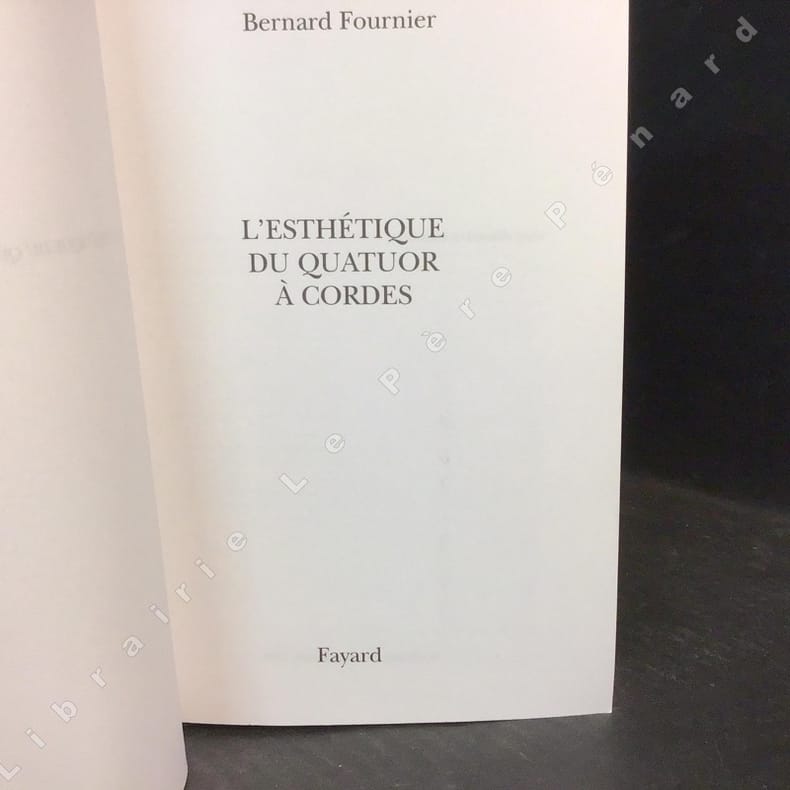 Bernard Fournier
L'ESTHÉTIQUE
DU QUATUOR
À CORDES
Fayard
Librairie Le Père Pénard